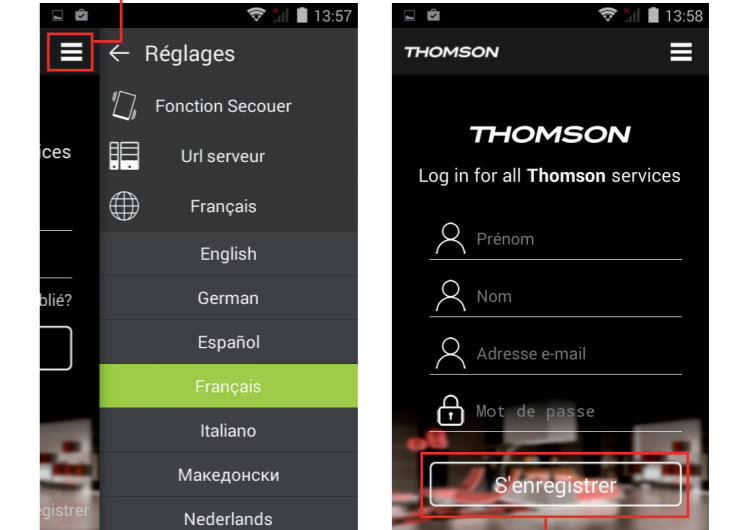 13:57
Réglages
Fonction Secouer
ices
Url serveur
Français
English
blié?
German
Español
Français
Italiano
Македонски
gistrer
Nederlands
13:58
THOMSON
THOMSON
Log in for all Thomson services
Prénom
Nom
Adresse e-mail
Mot de passe
S'enregistrer